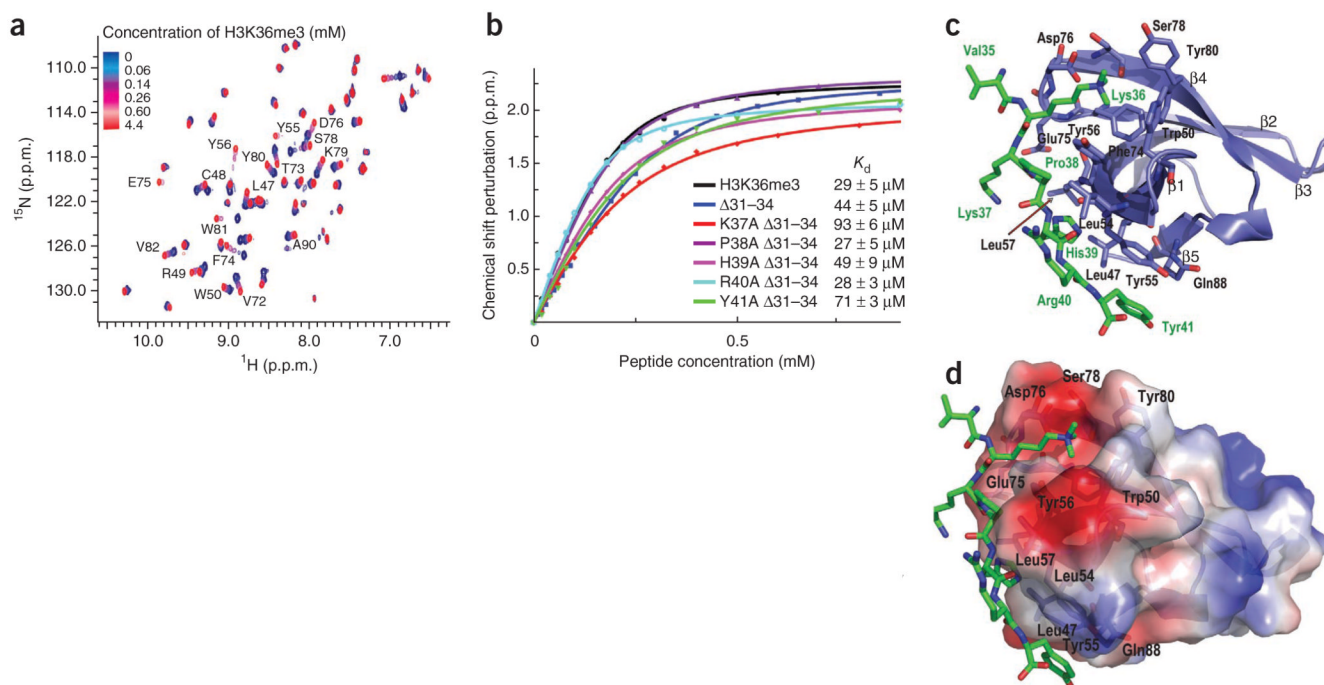 a
Concentration of H3K36me3 (mM)
0
0.06
0.14
0.26
0.60
4.4
110.0
114.0
118.0
122.0
126.0
130.0
15N (p.p.m.)
D76
Y55
S78
Y56
Y80
K79
T73
E75
C48
L47
W81
A90
V82
F74
R49
W50
V72
10.0 9.0 8.0 7.0
1H (p.p.m.)
b
Chemical shift perturbation (p.p.m.)
2.0
1.5
1.0
0.5
0 0.5
Peptide concentration (mM)
Kd
H3K36me3 29 ± 5 μM
Δ31–34 44 ± 5 μM
K37A Δ31–34 93 ± 6 μM
P38A Δ31–34 27 ± 5 μM
H39A Δ31–34 49 ± 9 μM
R40A Δ31–34 28 ± 3 μM
Y41A Δ31–34 71 ± 3 μM
c
Ser78
Asp76
Tyr80
Val35
β4
Lys36
β2
Glu75
Tyr56
Trp50
Phe74
Pro38
β1
β3
Lys37
Leu54
Leu57
His39
β5
Leu47
Tyr55
Gln88
Arg40
Tyr41
d
Ser78
Asp76
Tyr80
Glu75
Tyr56
Trp50
Leu57
Leu54
Leu47
Tyr55
Gln88